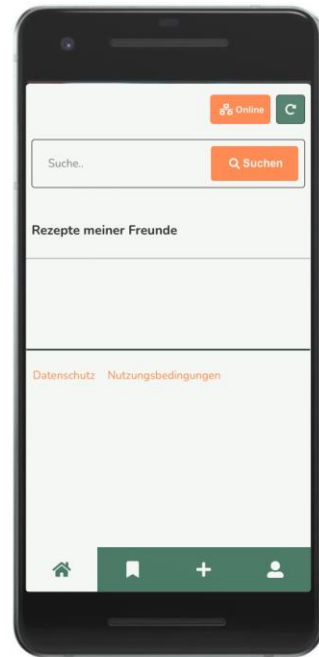 Online
Suche..
Suchen
Rezepte meiner Freunde
Datenschutz Nutzungsbedingungen